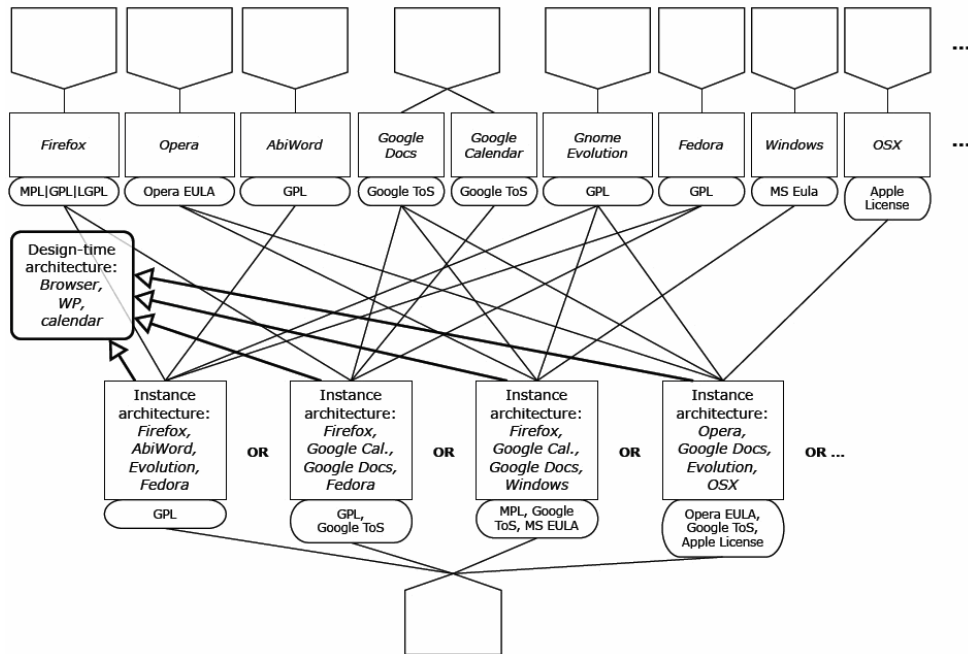 ...
Firefox
Opera
AbiWord
Google
Docs
Google
Calendar
Gnome
Evolution
Fedora
Windows
OSX
...
MPL|GPL|LGPL
Opera EULA
GPL
Google ToS
Google ToS
GPL
GPL
MS Eula
Apple
License
Design-time
architecture:
Browser,
WP,
calendar
Instance
architecture:
Firefox,
AbiWord,
Evolution,
Fedora
GPL
OR
Instance
architecture:
Firefox,
Google Cal.,
Google Docs,
Fedora
GPL,
Google ToS
OR
Instance
architecture:
Firefox,
Google Cal.,
Google Docs,
Windows
MPL, Google
ToS, MS EULA
OR
Instance
architecture:
Opera,
Google Docs,
Evolution,
OSX
Opera EULA,
Google ToS,
Apple License
OR ...